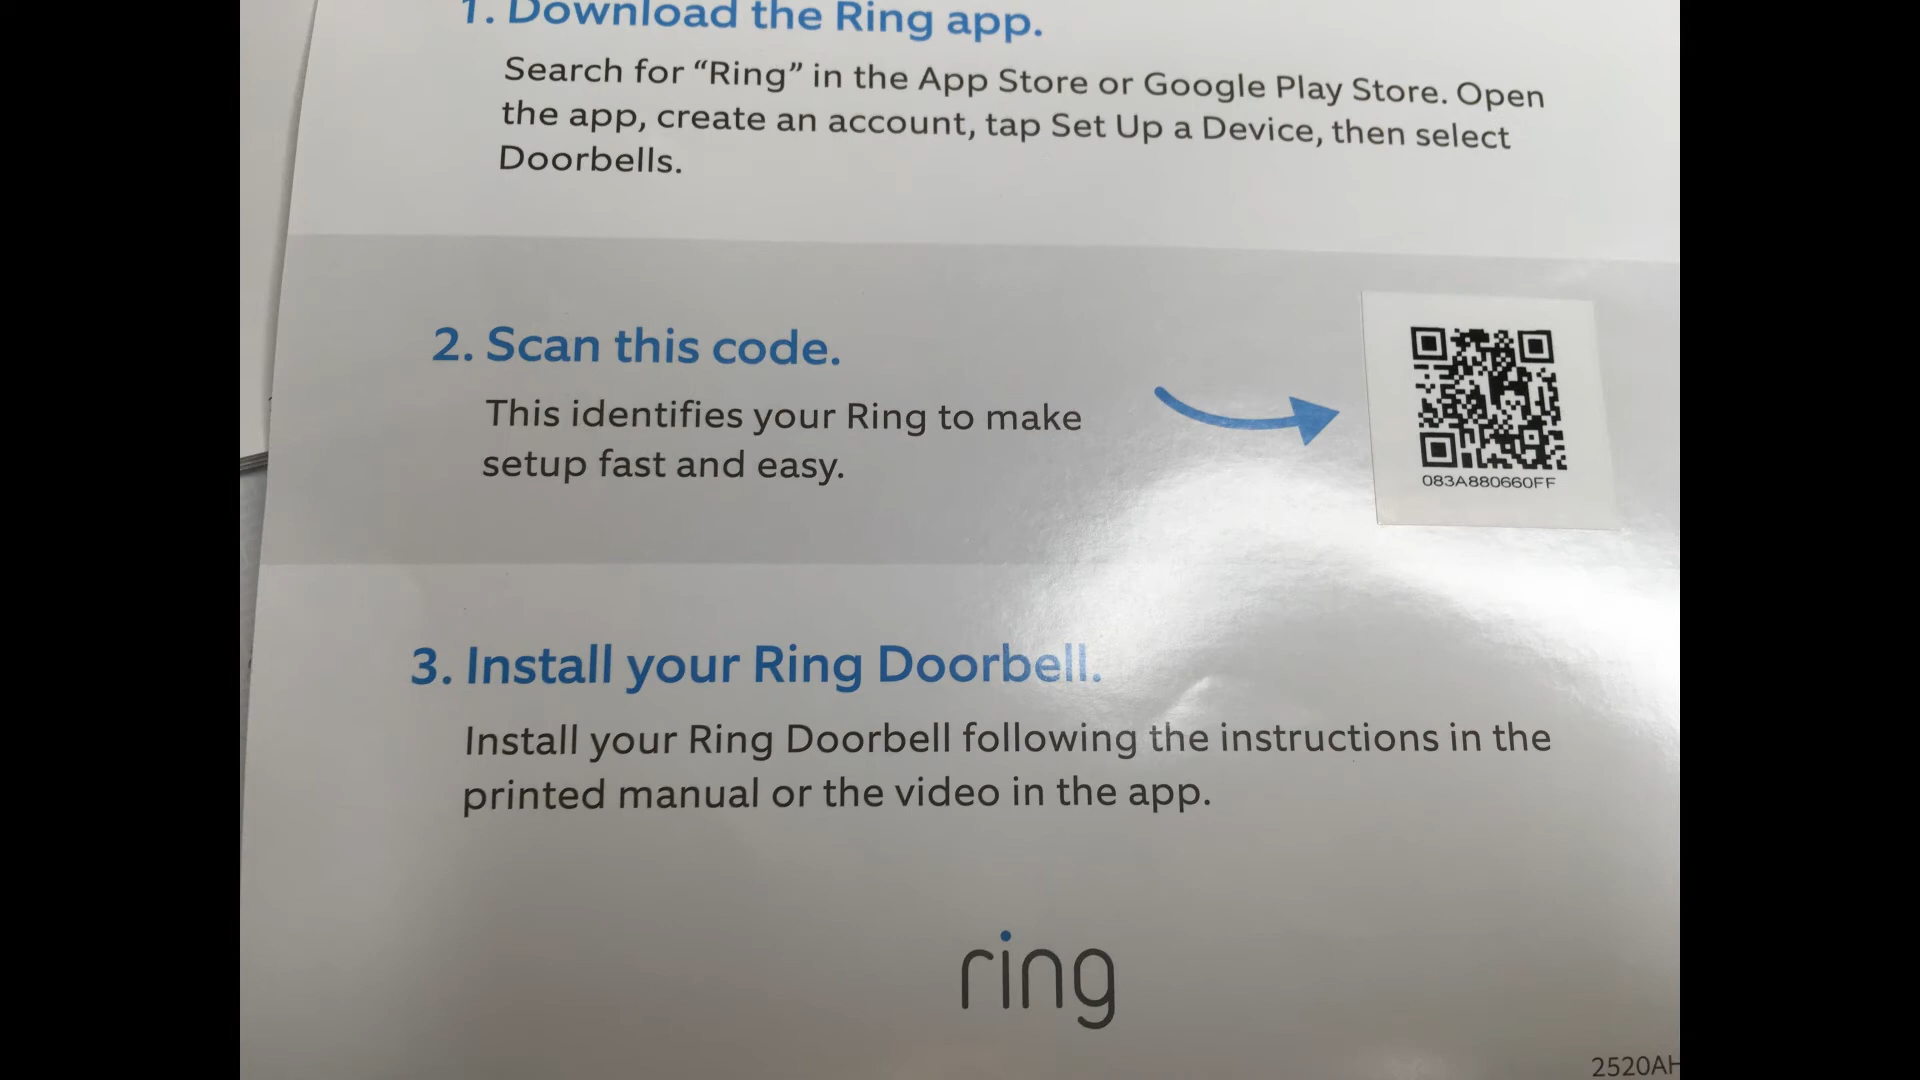 1. Download the Ring app.
Search for “Ring” in the App Store or Google Play Store. Open
the app, create an account, tap Set Up a Device, then select
Doorbells.
2. Scan this code.
This identifies your Ring to make
setup fast and easy.
083A880660FF
3. Install your Ring Doorbell.
Install your Ring Doorbell following the instructions in the
printed manual or the video in the app.
ring
2520AH